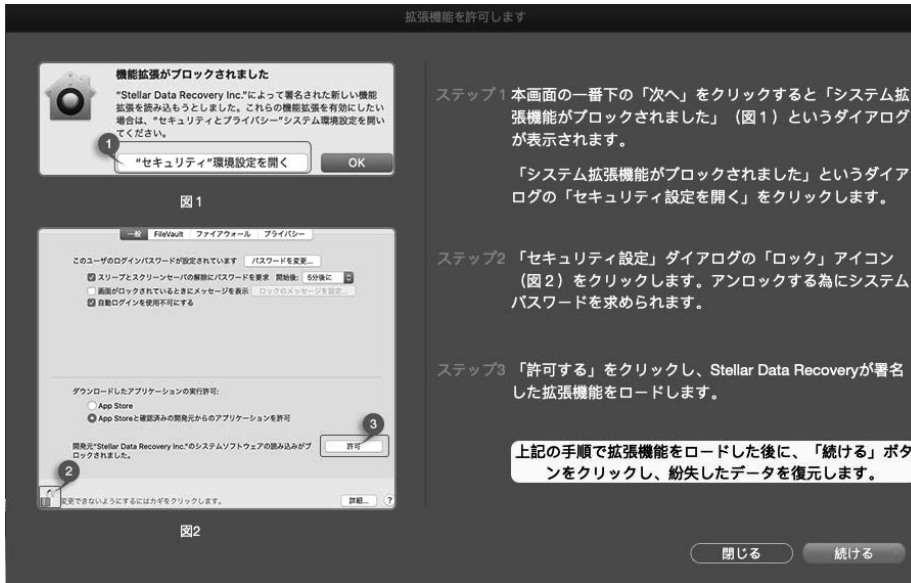 拡張機能を許可します
機能拡張がブロックされました
"Stellar Data Recovery Inc."によって署名された新しい機能
拡張を読み込もうとしました。これらの機能拡張を有効にしたい
場合は、"セキュリティとプライバシー"システム環境設定を開い
てください。
1
"セキュリティ"環境設定を開く
OK
図1
一般 FileVault ファイアウォール プライバシー
このユーザのログインパスワードが設定されています パスワードを変更...
スリープとスクリーンセーバの解除にパスワードを要求 開始後: 5分後に
画面がロックされているときにメッセージを表示 ロックのメッセージを設定...
自動ログインを使用不可にする
ダウンロードしたアプリケーションの実行許可:
App Store
App Storeと確認済みの開発元からのアプリケーションを許可
3
開発元"Stellar Data Recovery Inc."のシステムソフトウェアの読み込みがブ
ロックされました。
許可
2
変更できないようにするにはカギをクリックします。
詳細... ?
図2
ステップ1 本画面の一番下の「次へ」をクリックすると「システム拡
張機能がブロックされました」(図1)というダイアログ
が表示されます。
「システム拡張機能がブロックされました」というダイア
ログの「セキュリティ設定を開く」をクリックします。
ステップ2 「セキュリティ設定」ダイアログの「ロック」アイコン
(図2)をクリックします。アンロックする為にシステム
パスワードを求められます。
ステップ3 「許可する」をクリックし、Stellar Data Recoveryが署名
した拡張機能をロードします。
上記の手順で拡張機能をロードした後に、「続ける」ボタ
ンをクリックし、紛失したデータを復元します。
閉じる
続ける